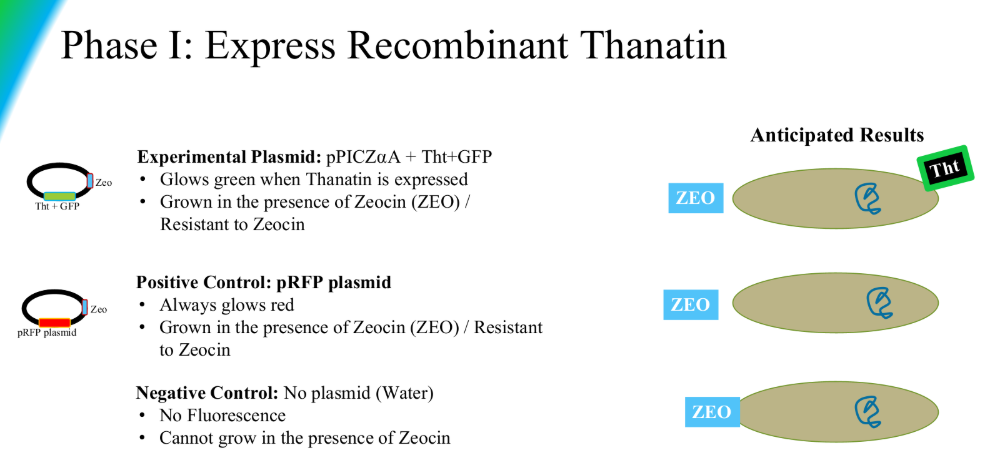 Phase I: Express Recombinant Thanatin
Anticipated Results
Experimental Plasmid: pPICZαA + Tht+GFP
• Glows green when Thanatin is expressed
• Grown in the presence of Zeocin (ZEO) /
Resistant to Zeocin
Zeo
Tht + GFP
ZEO
Tht
Positive Control: pRFP plasmid
• Always glows red
• Grown in the presence of Zeocin (ZEO) / Resistant
to Zeocin
Zeo
pRFP plasmid
ZEO
Negative Control: No plasmid (Water)
• No Fluorescence
• Cannot grow in the presence of Zeocin
ZEO